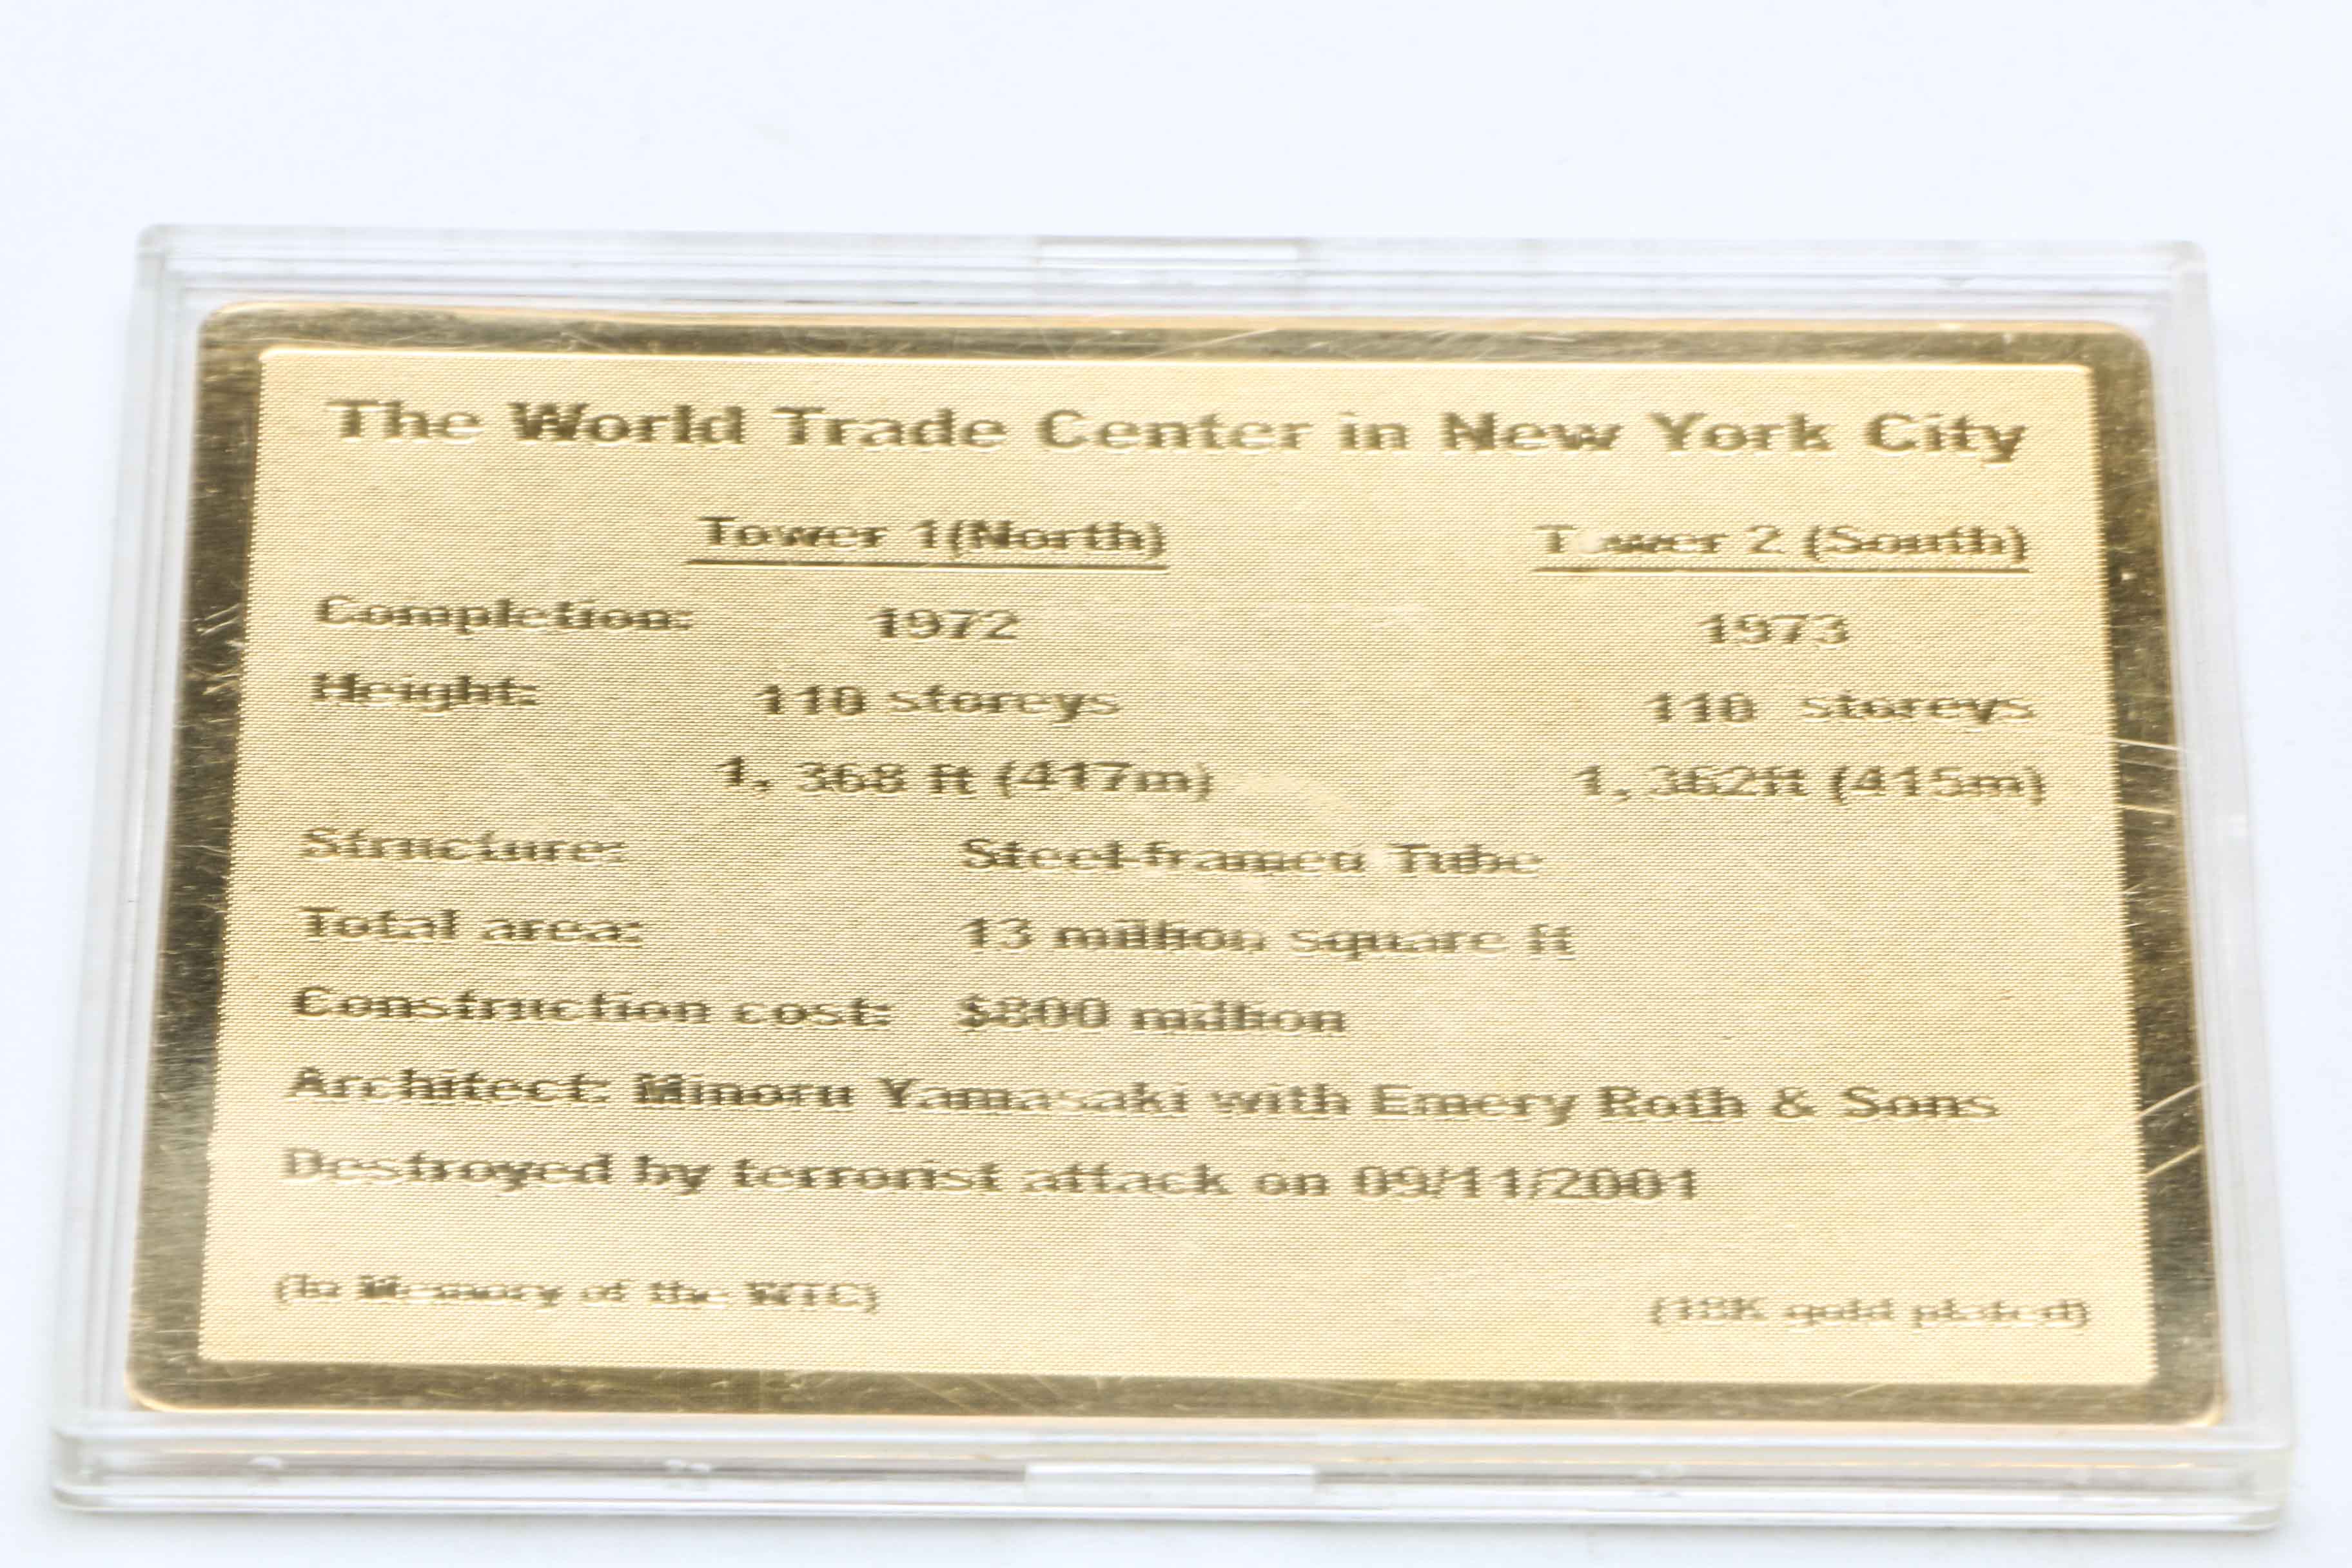 The World Trade Center in New York City
Tower 1(North) Tower 2 (South)
Completion: 1972 1973
Height: 110 storeys 110 storeys
1, 368 ft (417m) 1, 362ft (415m)
Structure: Steel-framed Tube
Total area: 13 million square ft
Construction cost: $800 million
Architect: Minoru Yamasaki with Emery Roth & Sons
Destroyed by terrorist attack on 09/11/2001
(In Memory of the WTC) (18K gold plated)